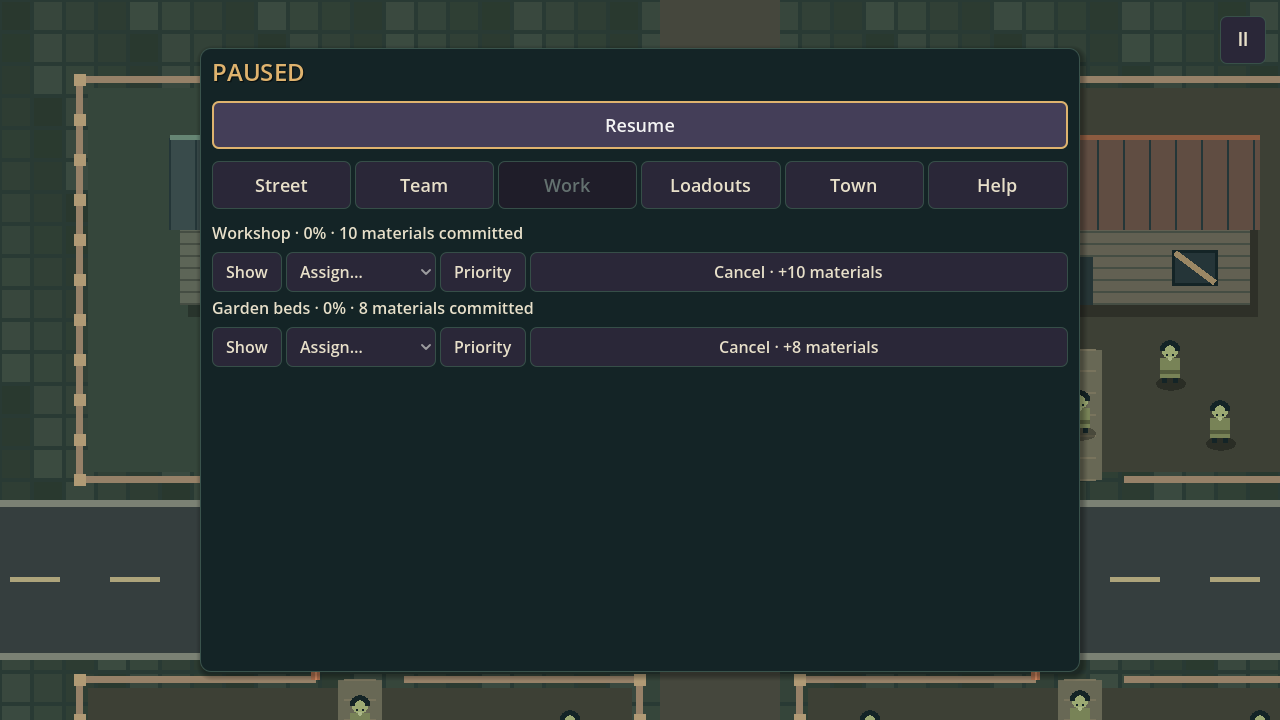 PAUSED
Resume
Street Team Work Loadouts Town Help
Workshop · 0% · 10 materials committed
Show Assign... Priority Cancel · +10 materials
Garden beds · 0% · 8 materials committed
Show Assign... Priority Cancel · +8 materials